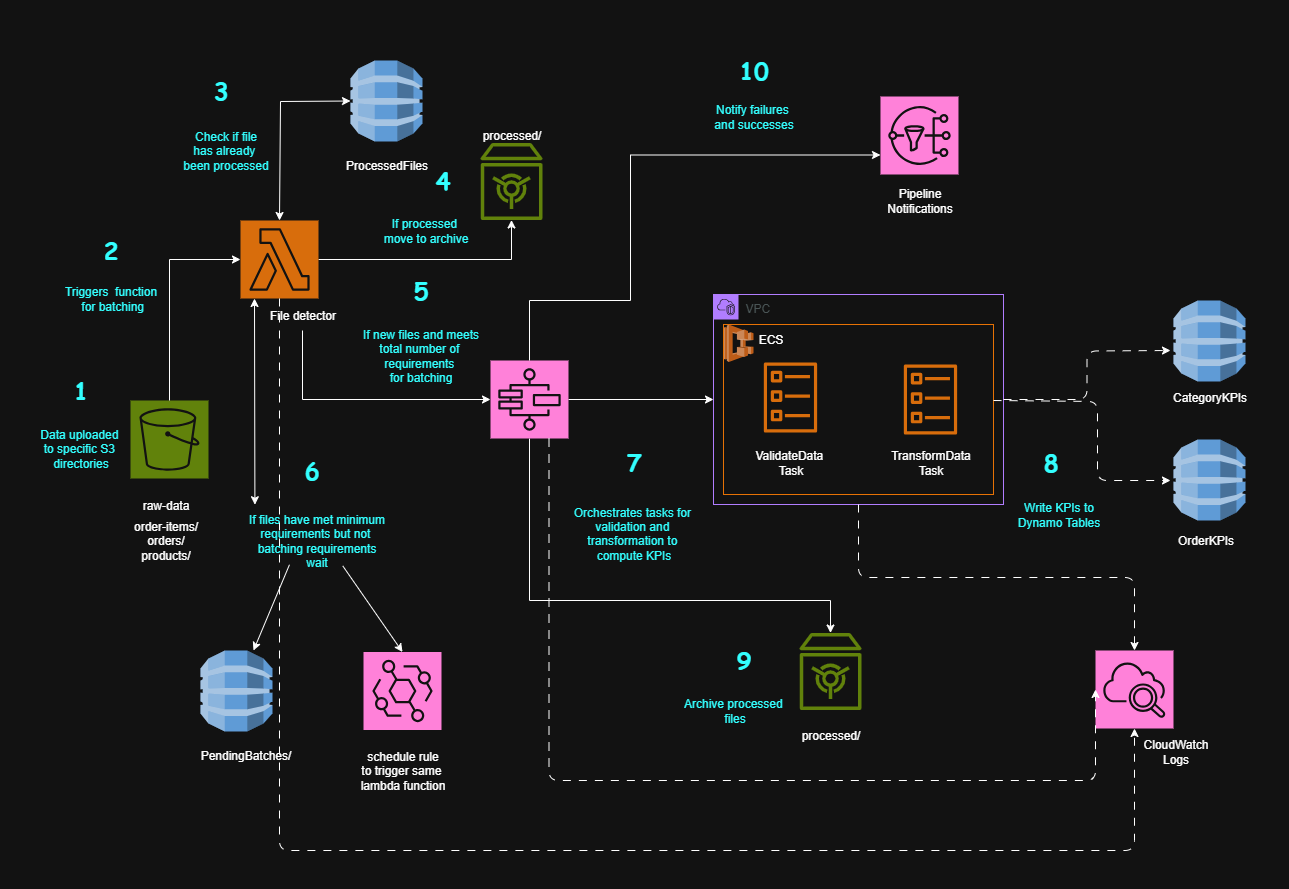 10
3
Notify failures
and successes
Check if file
has already
been processed
processed/
ProcessedFiles
4
Pipeline
Notifications
If processed
move to archive
2
Triggers  function
for batching
5
File detector
If new files and meets
total number of
requirements
for batching
VPC
ECS
1
CategoryKPIs
Data uploaded
to specific S3
directories
ValidateData
Task
TransformData
Task
6
7
8
raw-data
order-items/
orders/
products/
If files have met minimum
requirements but not
batching requirements
wait
Orchestrates tasks for
validation and
transformation to
compute KPIs
Write KPIs to
Dynamo Tables
OrderKPIs
9
Archive processed
files
processed/
PendingBatches/
schedule rule
to trigger same
lambda function
CloudWatch
Logs